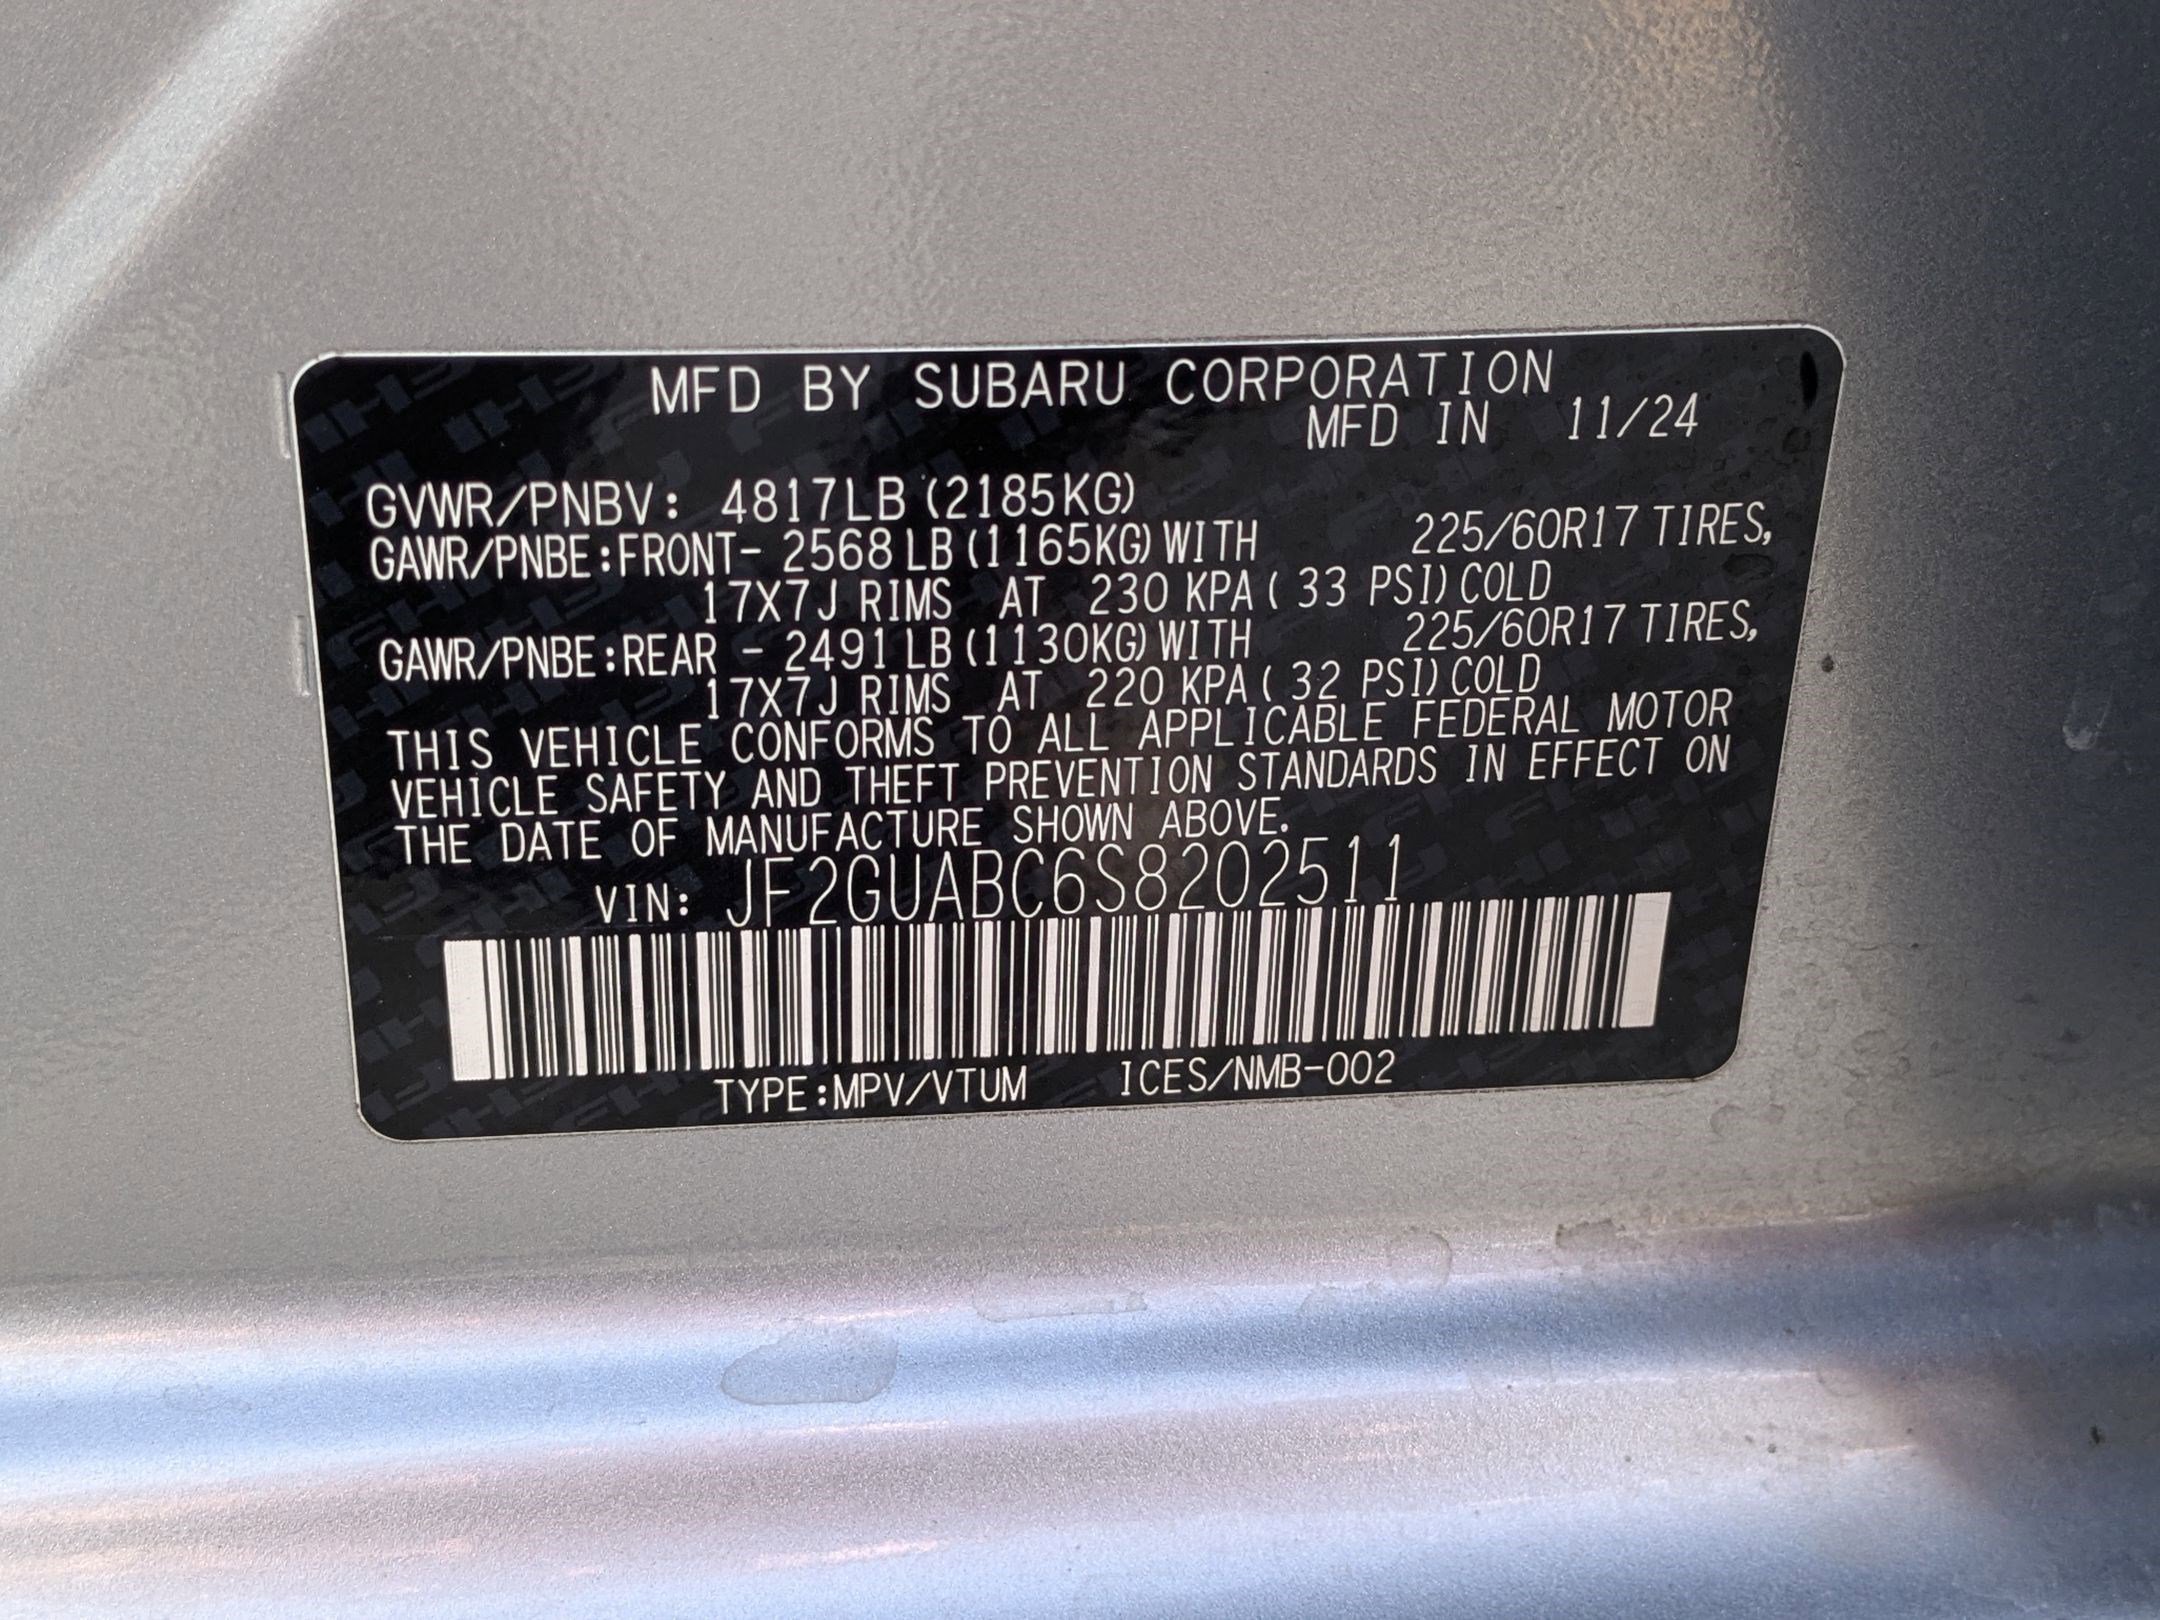 MFD BY SUBARU CORPORATION
MFD IN 11/24
GVWR/PNBV: 4817LB (2185KG)
GAWR/PNBE:FRONT- 2568 LB (1165KG) WITH 225/60R17 TIRES,
17X7J RIMS AT 230 KPA ( 33 PSI) COLD
GAWR/PNBE:REAR - 2491 LB (1130KG) WITH 225/60R17 TIRES,
17X7J RIMS AT 220 KPA ( 32 PSI) COLD
THIS VEHICLE CONFORMS TO ALL APPLICABLE FEDERAL MOTOR
VEHICLE SAFETY AND THEFT PREVENTION STANDARDS IN EFFECT ON
THE DATE OF MANUFACTURE SHOWN ABOVE.
VIN: JF2GUABC6S8202511
TYPE:MPV/VTUM ICES/NMB-002